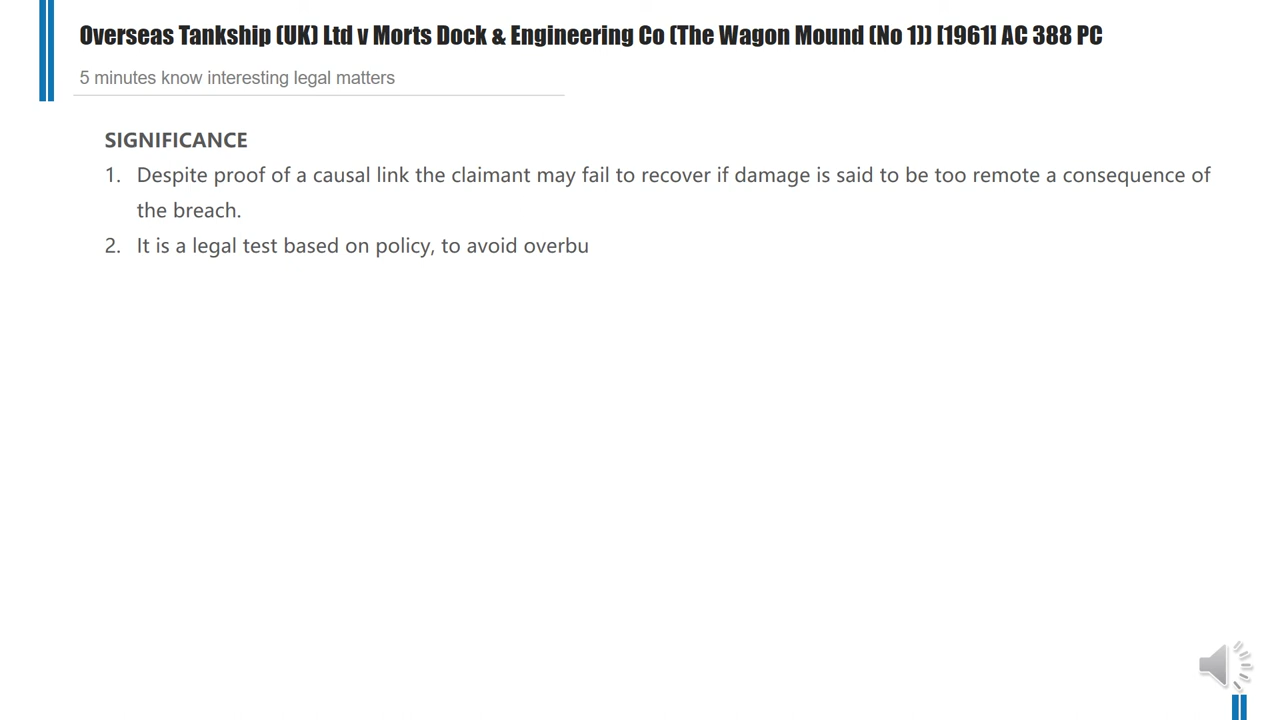 Overseas Tankship (UK) Ltd v Morts Dock & Engineering Co (The Wagon Mound (No 1)) [1961] AC 388 PC
5 minutes know interesting legal matters
SIGNIFICANCE
1. Despite proof of a causal link the claimant may fail to recover if damage is said to be too remote a consequence of
the breach.
2. It is a legal test based on policy, to avoid overbu